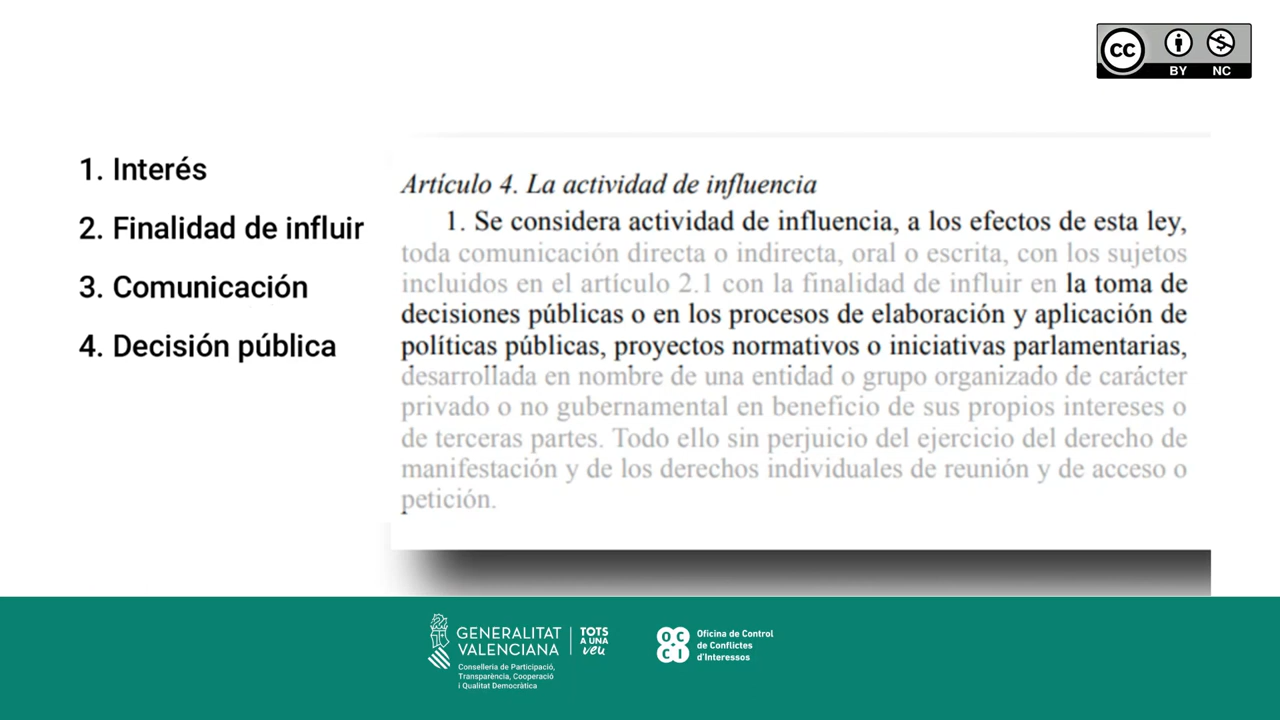 CC BY NC
1. Interés
2. Finalidad de influir
3. Comunicación
4. Decisión pública
Artículo 4. La actividad de influencia
1. Se considera actividad de influencia, a los efectos de esta ley,
toda comunicación directa o indirecta, oral o escrita, con los sujetos
incluidos en el artículo 2.1 con la finalidad de influir en la toma de
decisiones públicas o en los procesos de elaboración y aplicación de
políticas públicas, proyectos normativos o iniciativas parlamentarias,
desarrollada en nombre de una entidad o grupo organizado de carácter
privado o no gubernamental en beneficio de sus propios intereses o
de terceras partes. Todo ello sin perjuicio del ejercicio del derecho de
manifestación y de los derechos individuales de reunión y de acceso o
petición.
GENERALITAT
VALENCIANA
Conselleria de Participació,
Transparència, Cooperació
i Qualitat Democràtica
TOTS
A UNA
veu
OC
CI
Oficina de Control
de Conflictes
d'Interessos